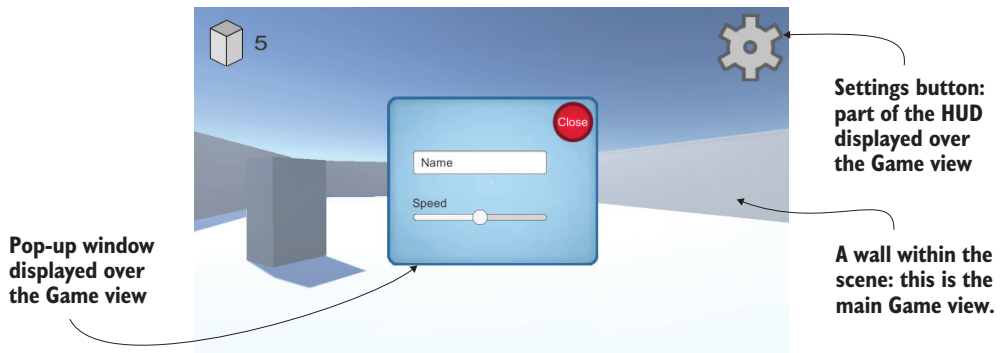 5
Close
Name
Speed
Settings button:
part of the HUD
displayed over
the Game view
Pop-up window
displayed over
the Game view
A wall within the
scene: this is the
main Game view.